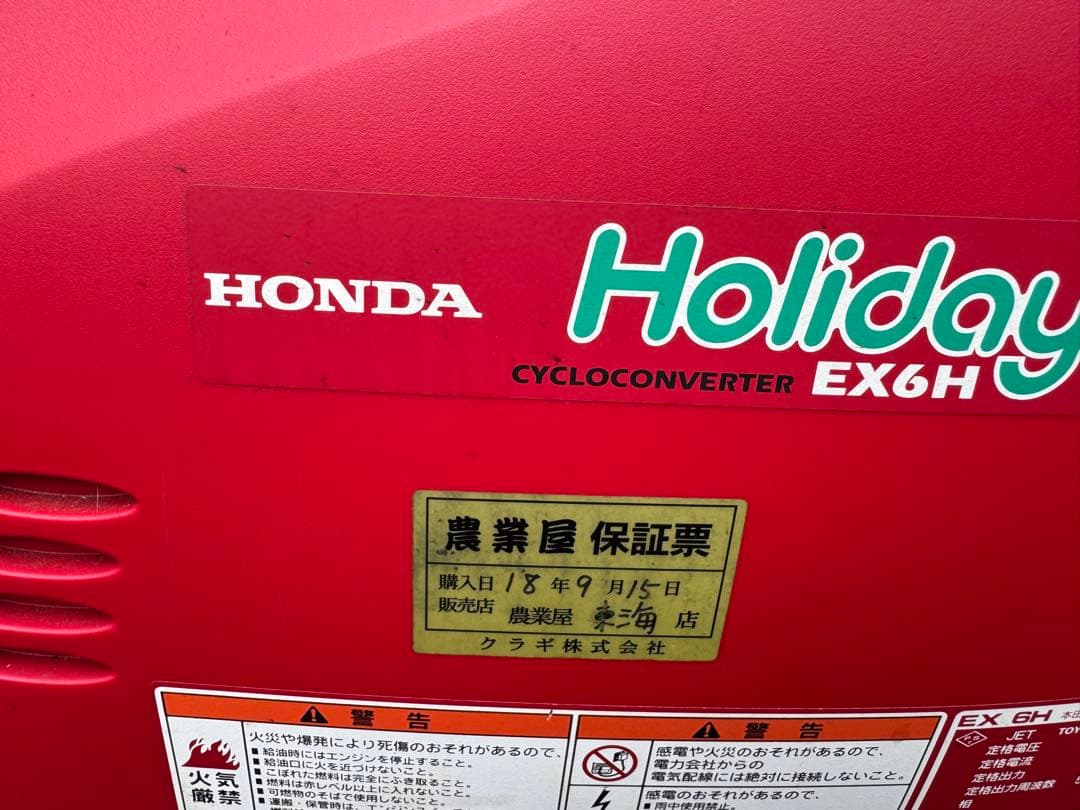 HONDA
Holiday
CYCLOCONVERTER EX6H
農業屋 保証票
購入日 18年9月15日
販売店 農業屋 東海 店
クラギ株式会社
警告
火災や爆発により死傷のおそれがあるので、
■ 給油時にはエンジンを停止すること。
■ 給油口に火を近づけないこと。
■ こぼれた燃料は完全にふき取ること。
■ 燃料は赤レベル以上に入れないこと。
■ 可燃物のそばで使用しないこと。
火気
厳禁
警告
感電や火災のおそれがあるので、
電力会社からの
電気配線には絶対に接続しないこと。
感電のおそれがあるので、
■ 雨中使用禁止。
EX 6H
JET
定格電圧
定格電流
定格出力
定格出力周波数
相